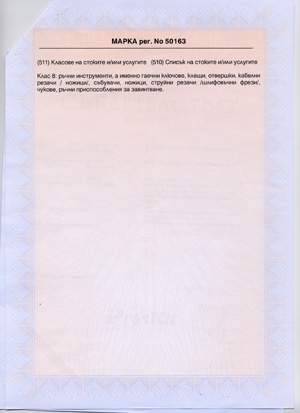 МАРКА рег. No 50163
(511) Класове на стоките и/или услугите (510) Списък на стоките и/или услугите
Клас 8: ръчни инструменти, а именно гаечни ключове, клещи, отвертки, кабелни
резачи / ножици/, събувачи, ножици, струйни резачи /шлифовъчни фрези/,
чукове, ръчни приспособления за завинтване.